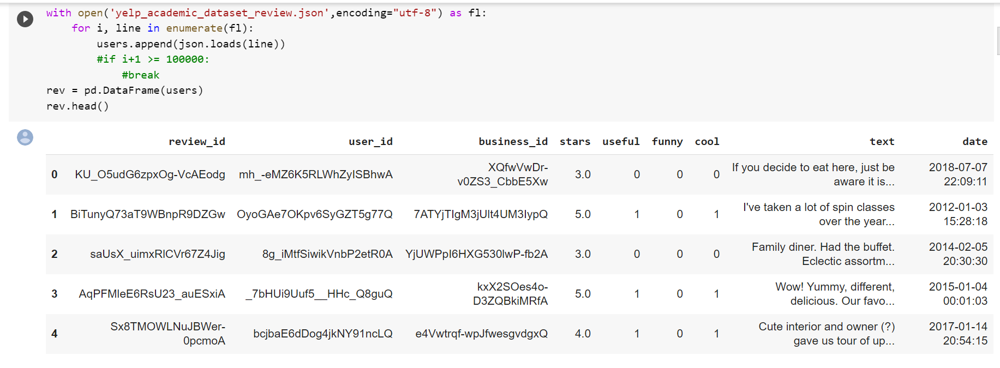 with open('yelp_academic_dataset_review.json',encoding="utf-8") as fl:
    for i, line in enumerate(fl):
        users.append(json.loads(line))
        #if i+1 >= 100000:
            #break
rev = pd.DataFrame(users)
rev.head()
review_id user_id business_id stars useful funny cool text date
0 KU_O5udG6zpxOg-VcAEodg mh_-eMZ6K5RLWhZyISBhwA XQfwVwDr-v0ZS3_CbbE5Xw 3.0 0 0 0 If you decide to eat here, just be aware it is... 2018-07-07 22:09:11
1 BiTunyQ73aT9WBnpR9DZGw OyoGAe7OKpv6SyGZT5g77Q 7ATYjTIgM3jUlt4UM3IypQ 5.0 1 0 1 I've taken a lot of spin classes over the year... 2012-01-03 15:28:18
2 saUsX_uimxRlCVr67Z4Jig 8g_iMtfSiwikVnbP2etR0A YjUWPpI6HXG530lwP-fb2A 3.0 0 0 0 Family diner. Had the buffet. Eclectic assortm... 2014-02-05 20:30:30
3 AqPFMleE6RsU23_auESxiA _7bHUi9Uuf5__HHc_Q8guQ kxX2SOes4o-D3ZQBkiMRfA 5.0 1 0 1 Wow! Yummy, different, delicious. Our favo... 2015-01-04 00:01:03
4 Sx8TMOWLNuJBWer-0pcmoA bcjbaE6dDog4jkNY91ncLQ e4Vwtrqf-wpJfwesgvdgxQ 4.0 1 0 1 Cute interior and owner (?) gave us tour of up... 2017-01-14 20:54:15